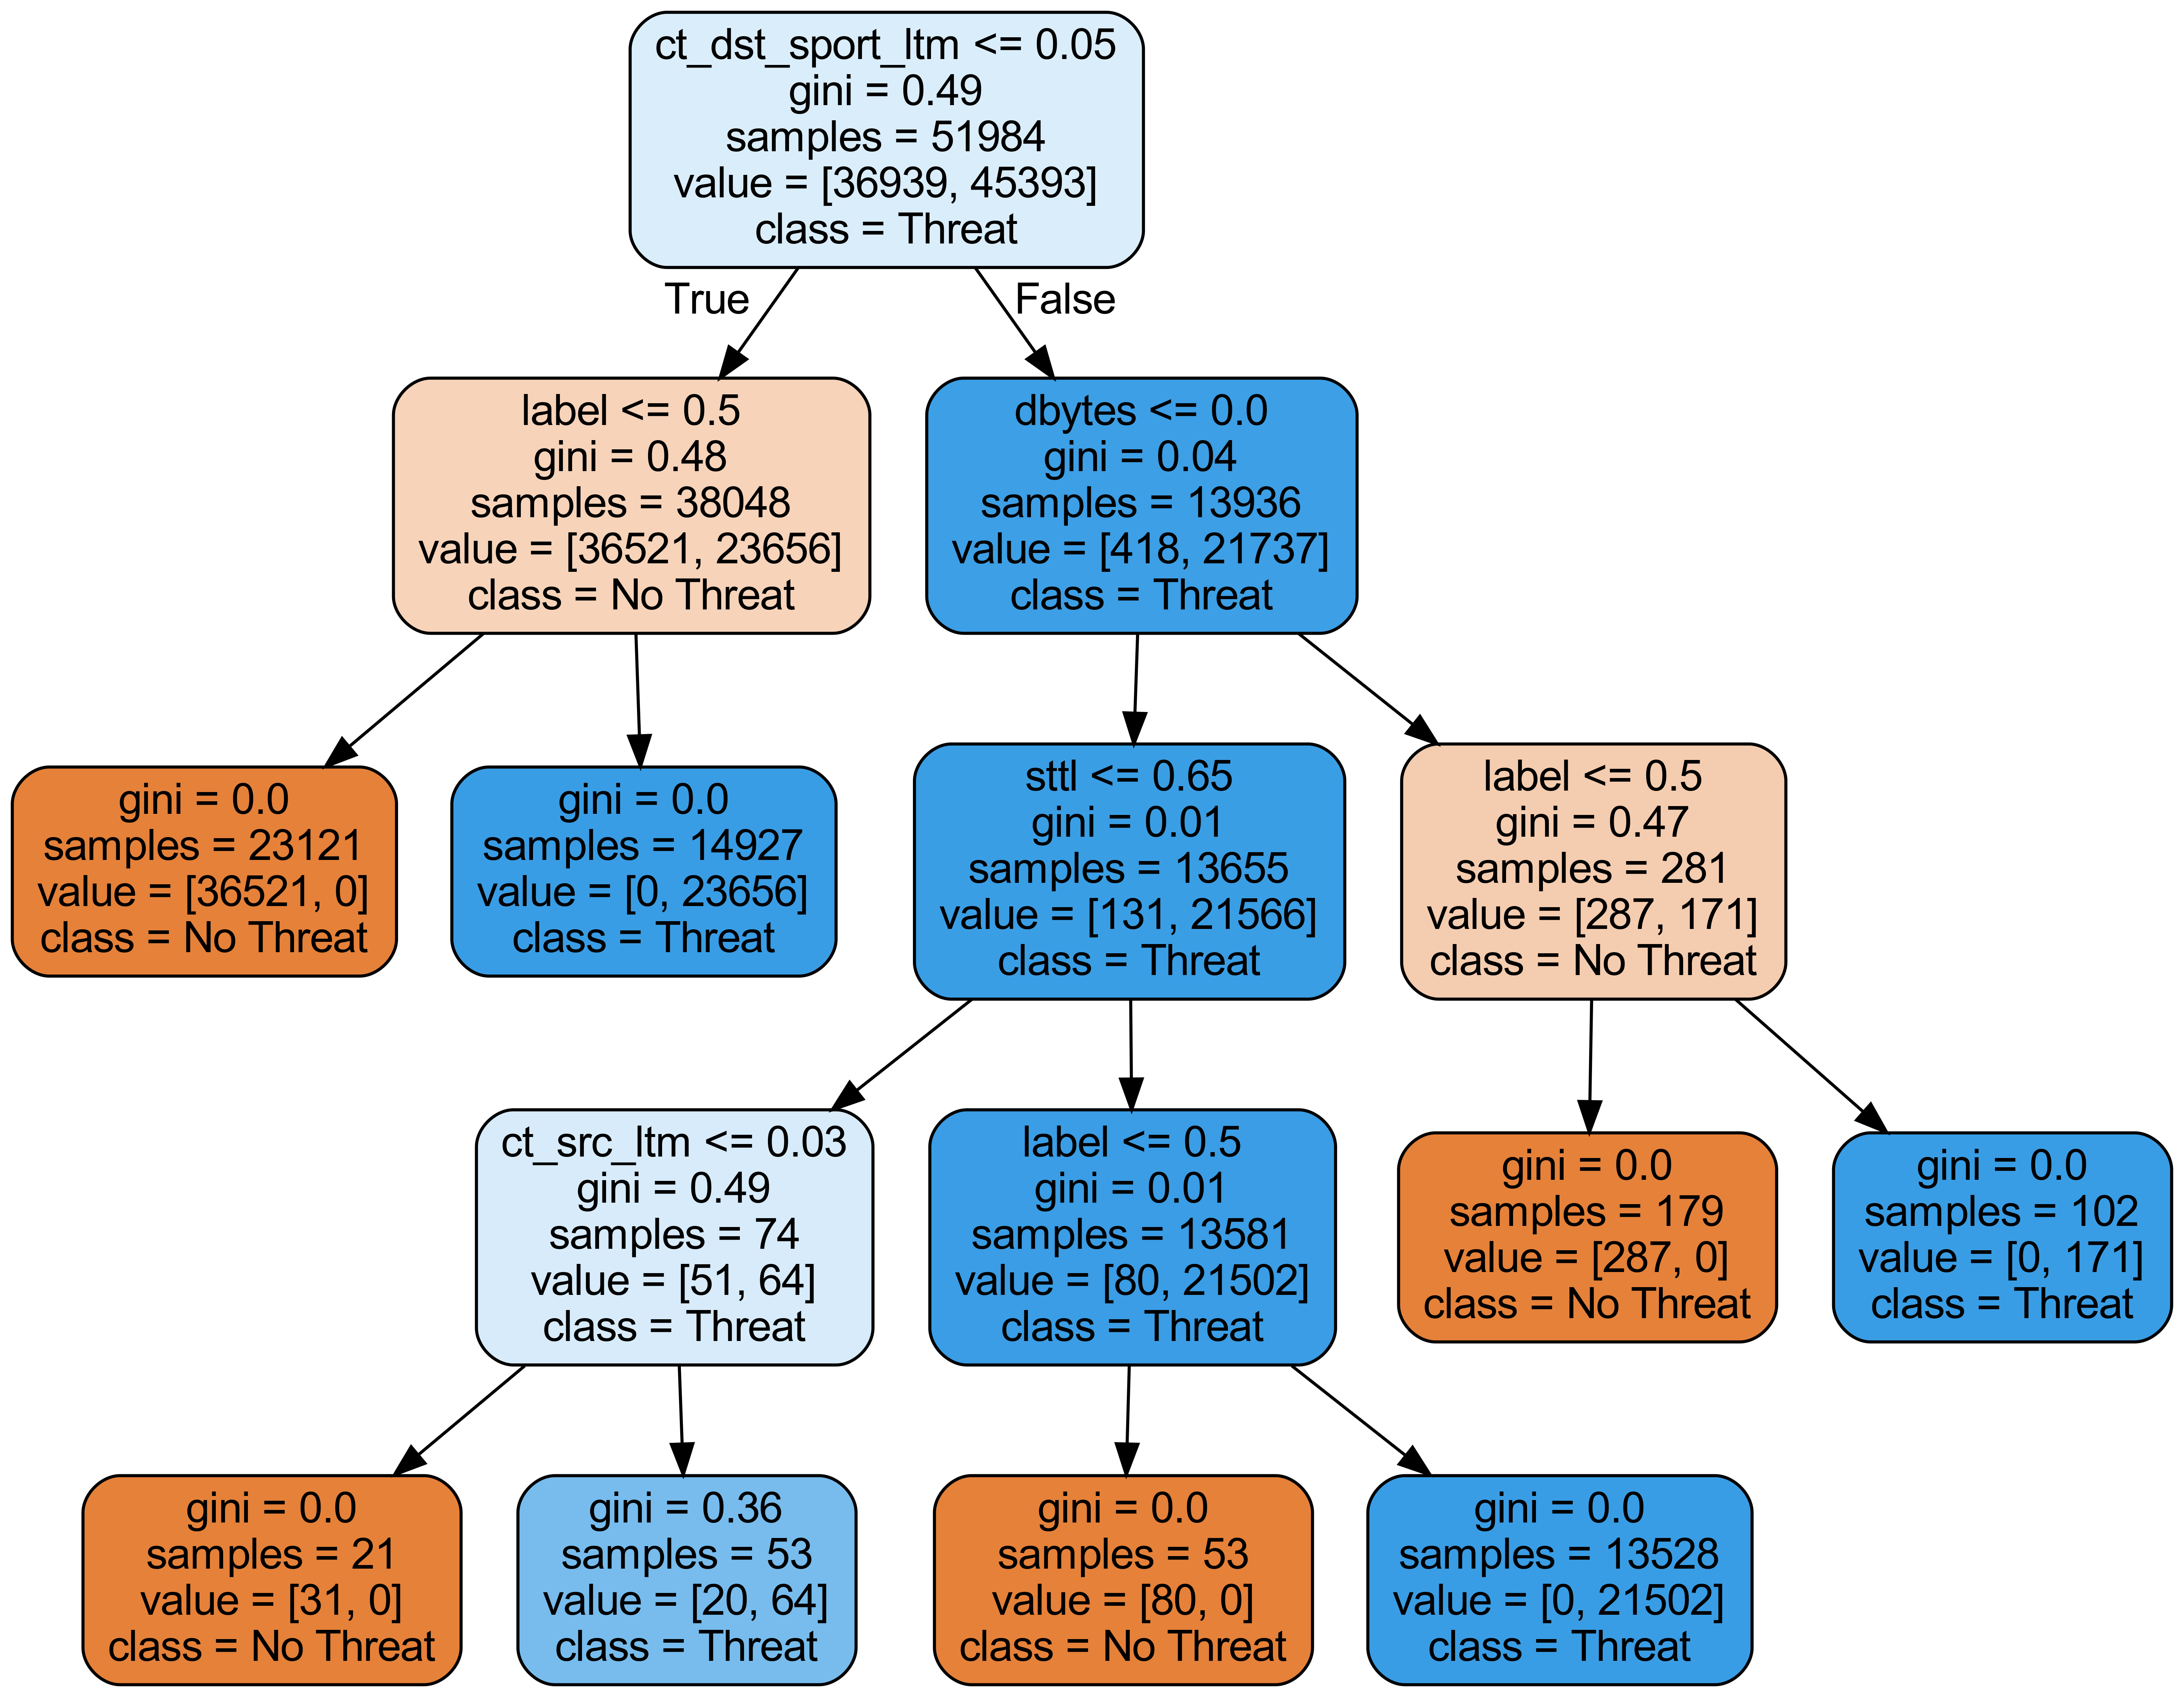 ct_dst_sport_ltm <= 0.05
gini = 0.49
samples = 51984
value = [36939, 45393]
class = Threat
True
False
label <= 0.5
gini = 0.48
samples = 38048
value = [36521, 23656]
class = No Threat
dbytes <= 0.0
gini = 0.04
samples = 13936
value = [418, 21737]
class = Threat
gini = 0.0
samples = 23121
value = [36521, 0]
class = No Threat
gini = 0.0
samples = 14927
value = [0, 23656]
class = Threat
sttl <= 0.65
gini = 0.01
samples = 13655
value = [131, 21566]
class = Threat
label <= 0.5
gini = 0.47
samples = 281
value = [287, 171]
class = No Threat
ct_src_ltm <= 0.03
gini = 0.49
samples = 74
value = [51, 64]
class = Threat
label <= 0.5
gini = 0.01
samples = 13581
value = [80, 21502]
class = Threat
gini = 0.0
samples = 179
value = [287, 0]
class = No Threat
gini = 0.0
samples = 102
value = [0, 171]
class = Threat
gini = 0.0
samples = 21
value = [31, 0]
class = No Threat
gini = 0.36
samples = 53
value = [20, 64]
class = Threat
gini = 0.0
samples = 53
value = [80, 0]
class = No Threat
gini = 0.0
samples = 13528
value = [0, 21502]
class = Threat